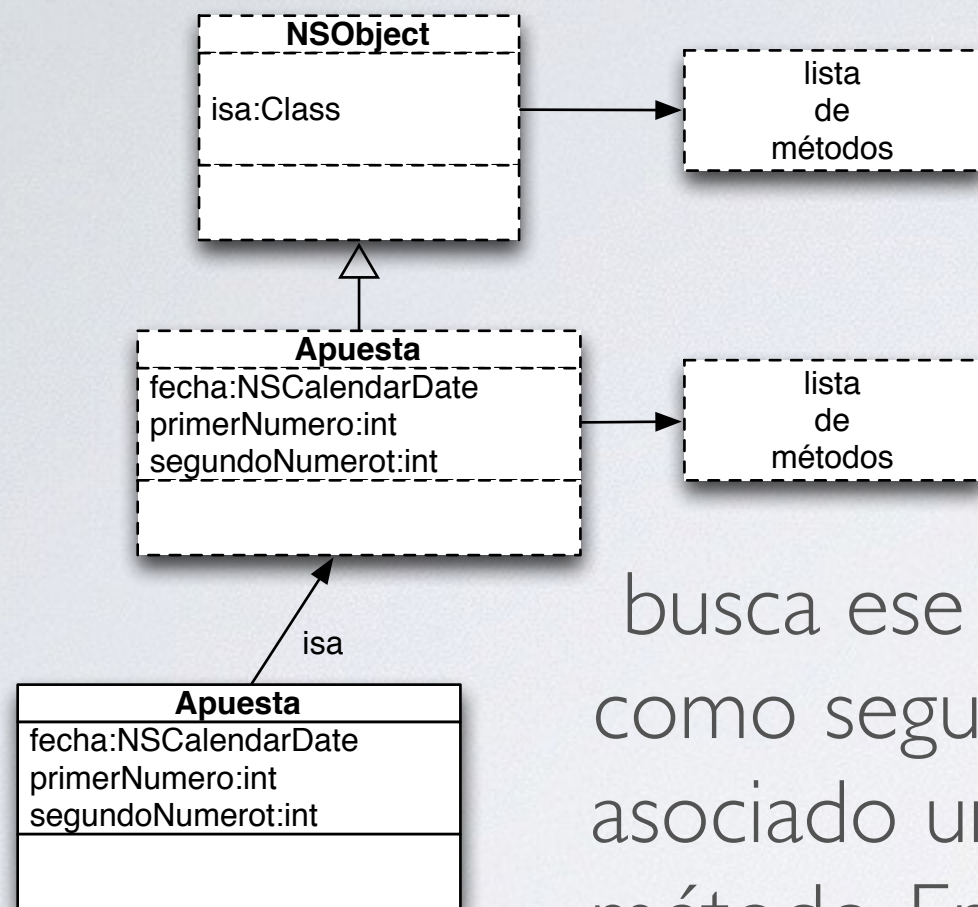 NSObject
isa:Class
lista
de
métodos
Apuesta
fecha:NSCalendarDate
primerNumero:int
segundoNumerot:int
lista
de
métodos
isa
Apuesta
fecha:NSCalendarDate
primerNumero:int
segundoNumerot:int
busca ese
como segu
asociado
método.